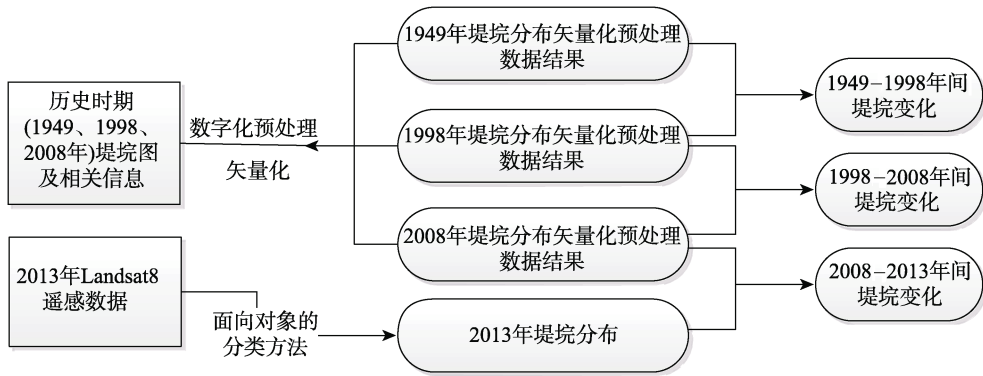 历史时期
(1949、1998、
2008年)堤垸图
及相关信息
2013年Landsat8
遥感数据
数字化预处理
矢量化
面向对象的
分类方法
1949年堤垸分布矢量化预处理
数据结果
1998年堤垸分布矢量化预处理
数据结果
2008年堤垸分布矢量化预处理
数据结果
2013年堤垸分布
1949-1998年间
堤垸变化
1998-2008年间
堤垸变化
2008-2013年间
堤垸变化